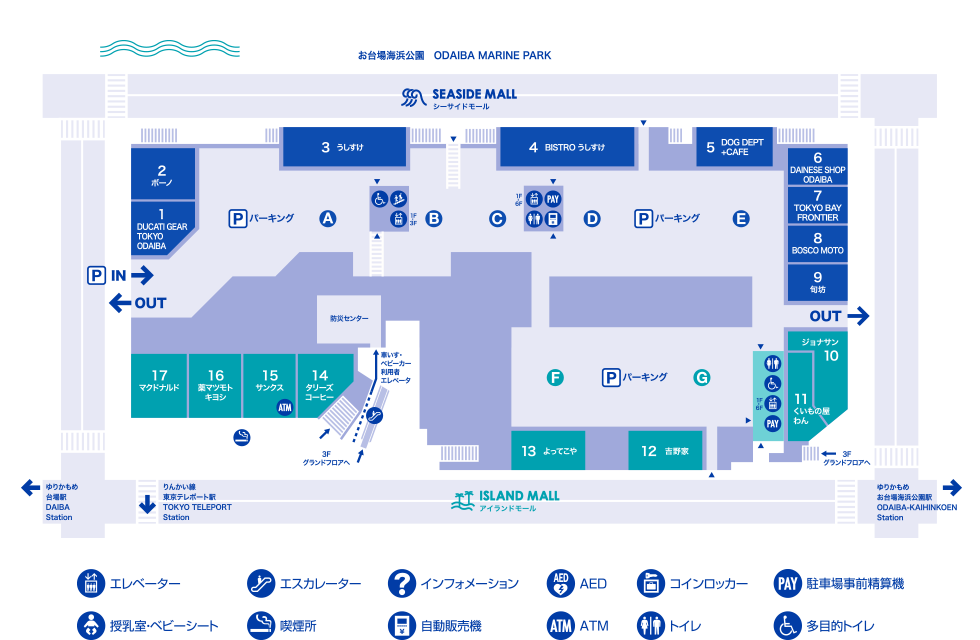 お台場海浜公園 ODAIBA MARINE PARK
SEASIDE MALL
シーサイドモール
3 うしすけ
4 BISTRO うしすけ
5 DOG DEPT
+CAFE
2
ボーノ
1
DUCATI GEAR
TOKYO
ODAIBA
6
DAINESE SHOP
ODAIBA
7
TOKYO BAY
FRONTIER
8
BOSCO MOTO
9
旬坊
P パーキング
A
1F
3F
B
C
1F
6F
PAY
D
P パーキング
E
P IN
OUT
OUT
防災センター
車いす・
ベビーカー
利用者
エレベータ
17
マクドナルド
16
薬マツモト
キヨシ
15
サンクス
ATM
14
タリーズ
コーヒー
3F
グランドフロアへ
F
P パーキング
G
1F
6F
PAY
ジョナサン
10
11
くいもの屋
わん
13 よってこや
12 吉野家
3F
グランドフロアへ
ゆりかもめ
台場駅
DAIBA
Station
りんかい線
東京テレポート駅
TOKYO TELEPORT
Station
ISLAND MALL
アイランドモール
ゆりかもめ
お台場海浜公園駅
ODAIBA-KAIHINKOEN
Station
エレベーター
エスカレーター
? インフォメーション
AED AED
コインロッカー
PAY 駐車場事前精算機
授乳室・ベビーシート
喫煙所
自動販売機
ATM ATM
トイレ
多目的トイレ